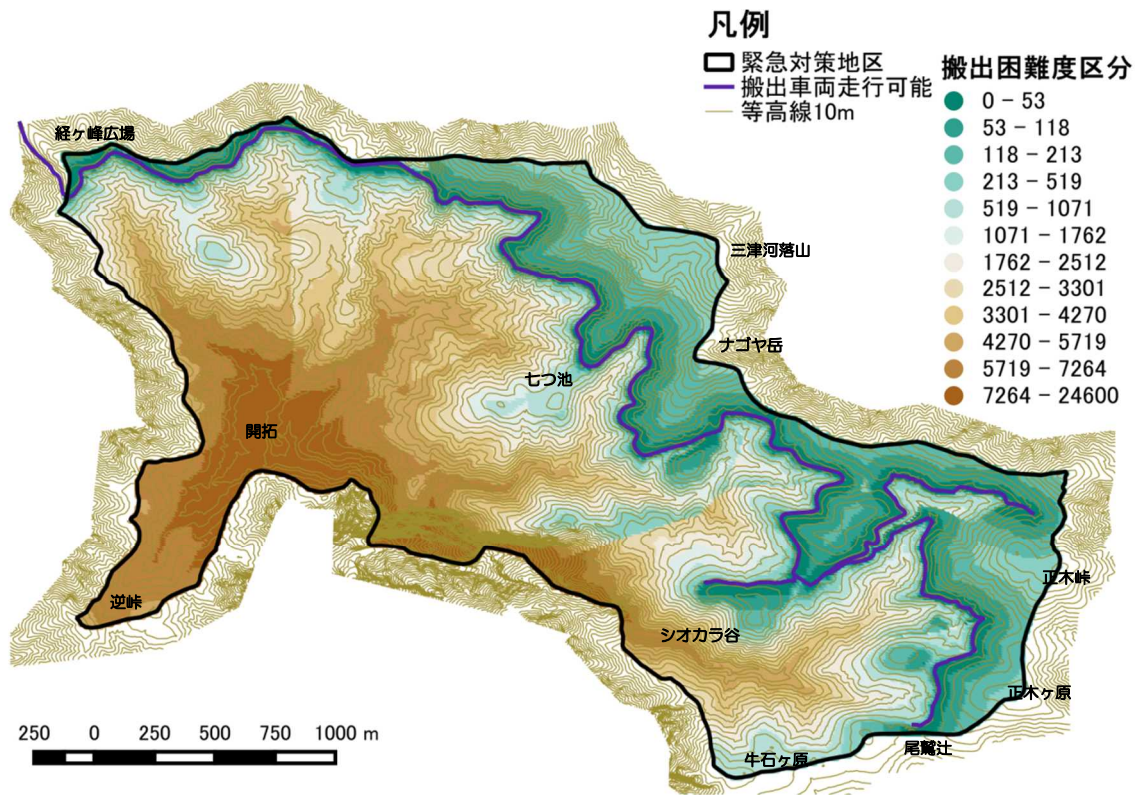 凡例
緊急対策地区
搬出車両走行可能
等高線10m
搬出困難度区分
0 – 53
53 – 118
118 – 213
213 – 519
519 – 1071
1071 – 1762
1762 – 2512
2512 – 3301
3301 – 4270
4270 – 5719
5719 – 7264
7264 – 24600
経ヶ峰広場
三津河落山
ナゴヤ岳
七つ池
開拓
正木峠
逆峠
シオカラ谷
正木ヶ原
尾鷲辻
牛石ヶ原
250 0 250 500 750 1000 m